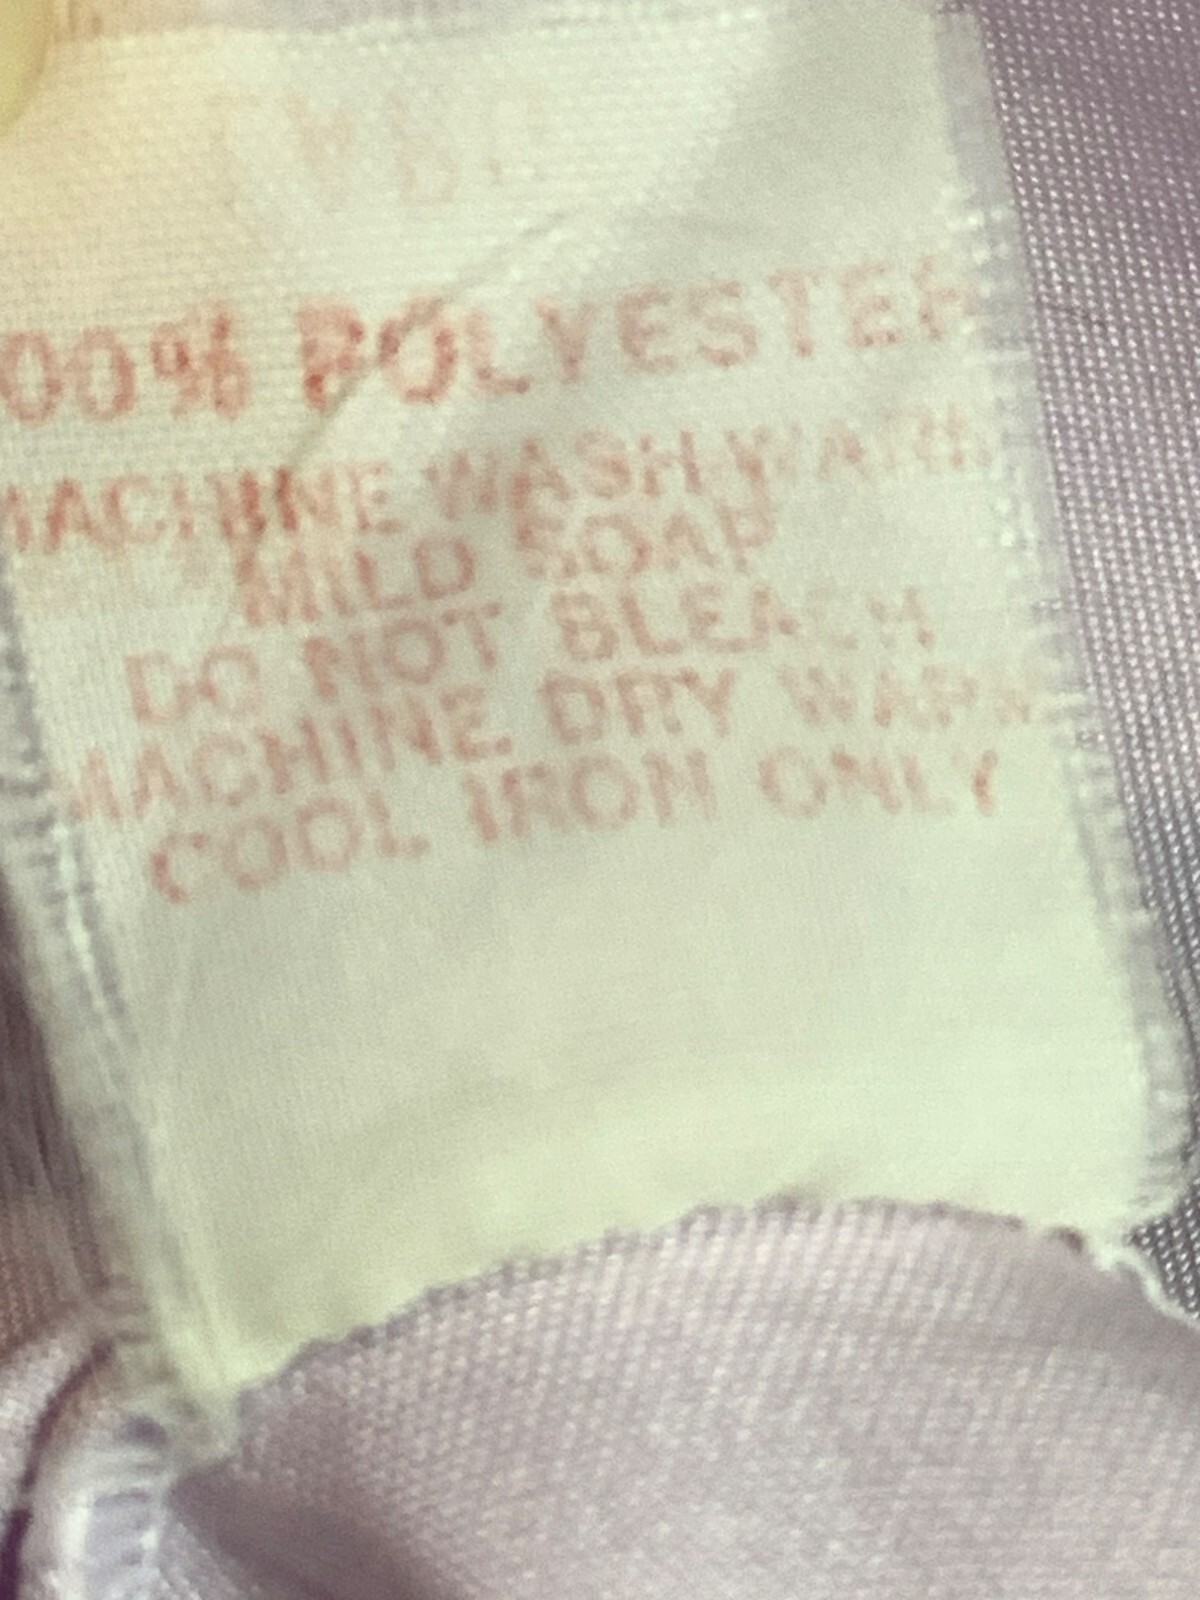 00% POLYESTER
MACHINE WASH WARM
MILD SOAP
DO NOT BLEACH
MACHINE DRY WARM
COOL IRON ONLY